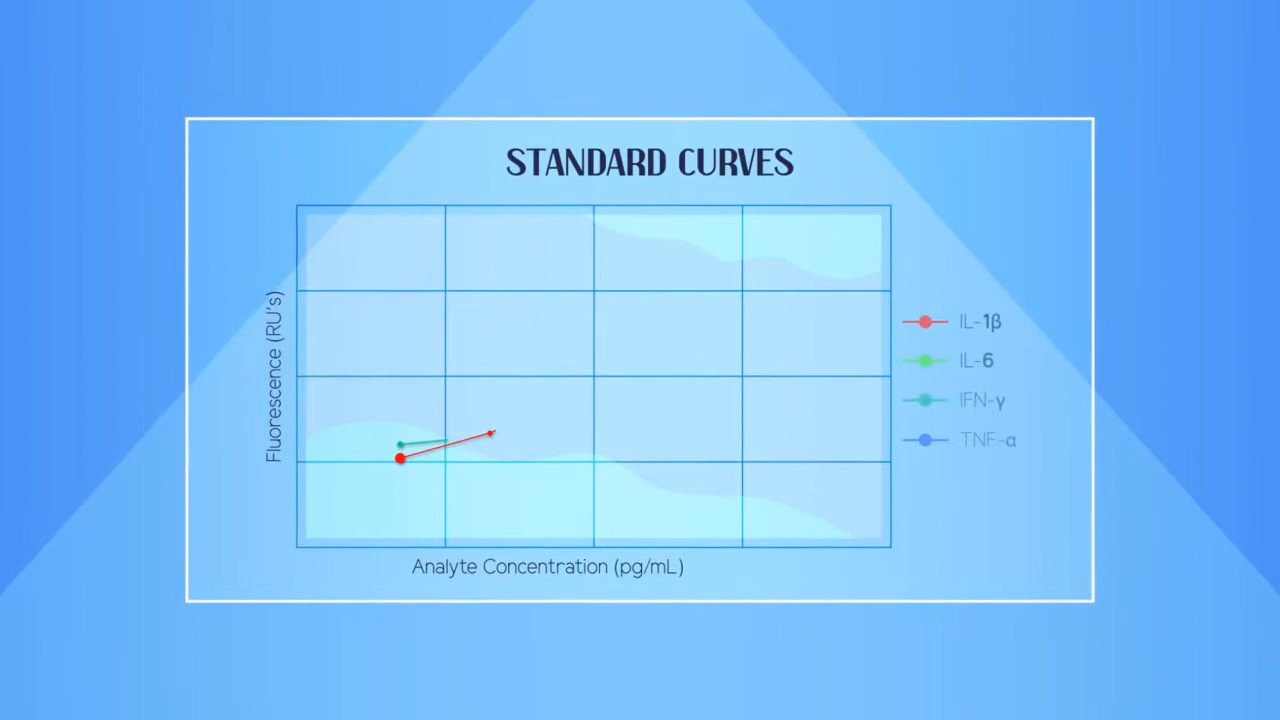 STANDARD CURVES
Fluorescence (RU's)
IL-1β
IL-6
IFN-γ
TNF-α
Analyte Concentration (pg/mL)